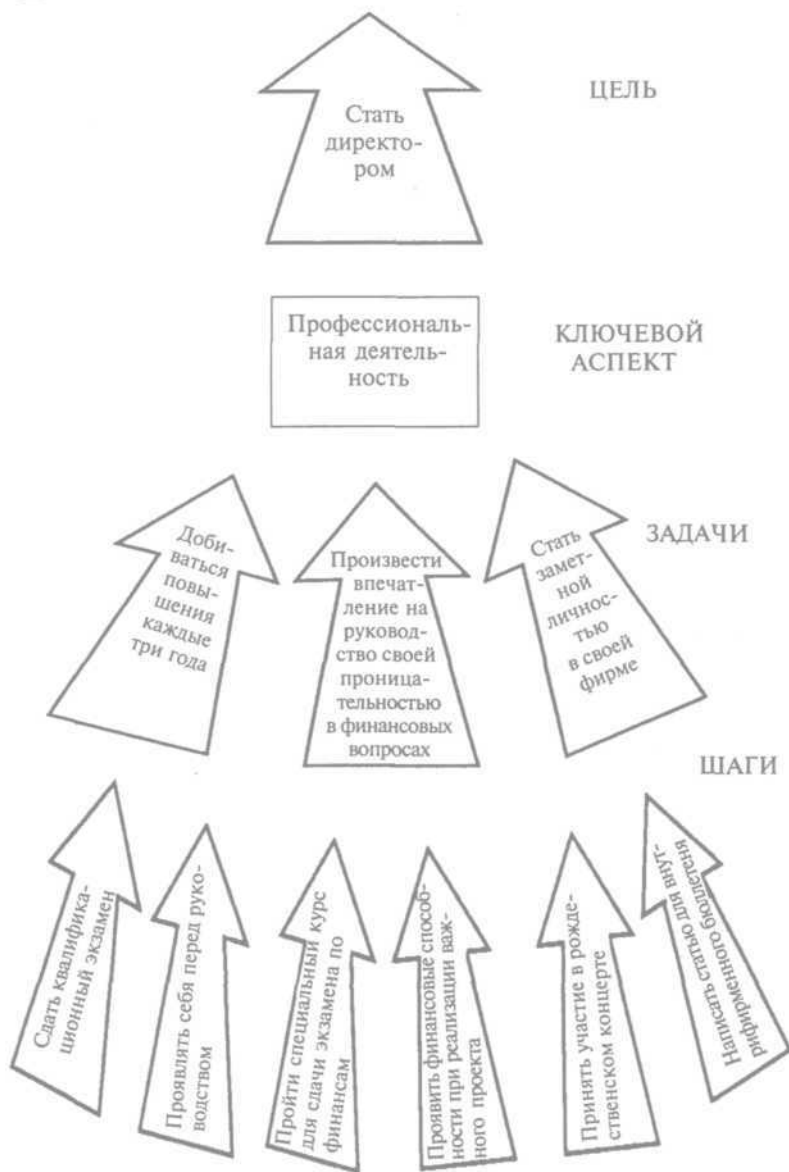 Стать
директо-
ром
ЦЕЛЬ
Профессиональ-
ная деятель-
ность
КЛЮЧЕВОЙ
АСПЕКТ
Доби-
ваться
повы-
шения
каждые
три года
Произвести
впечат-
ление на
руковод-
ство своей
проница-
тельностью
в финансовых
вопросах
Стать
замет-
ной
личнос-
тью
в своей
фирме
ЗАДАЧИ
ШАГИ
Сдать квалифика-
ционный экзамен
Проявлять себя перед руко-
водством
Пройти специальный курс
для сдачи экзамена по
финансам
Проявить финансовые способ-
ности при реализации важ-
ного проекта
Принять участие в рожде-
ственском концерте
Написать статью для внут-
рифирменного бюллетеня